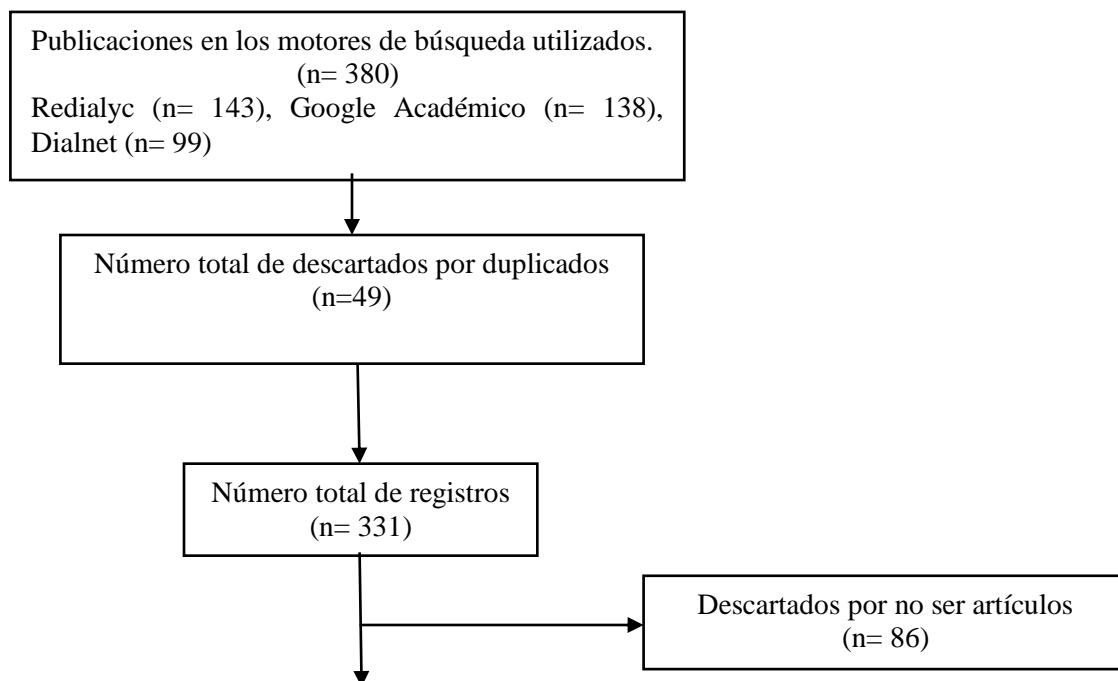 Publicaciones en los motores de búsqueda utilizados.
(n= 380)
Redialyc (n= 143), Google Académico (n= 138),
Dialnet (n= 99)
Número total de descartados por duplicados
(n=49)
Número total de registros
(n= 331)
Descartados por no ser artículos
(n= 86)